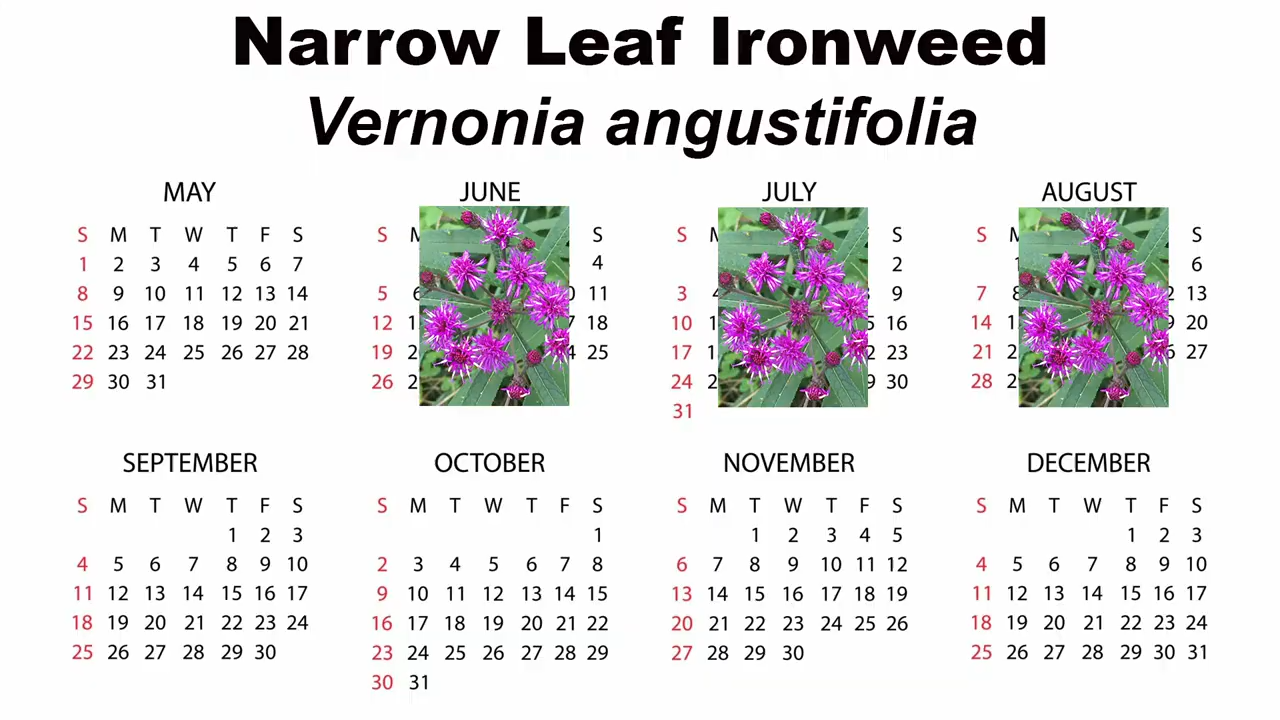 Narrow Leaf Ironweed
Vernonia angustifolia
MAY
S M T W T F S
1 2 3 4 5 6 7
8 9 10 11 12 13 14
15 16 17 18 19 20 21
22 23 24 25 26 27 28
29 30 31
JUNE
S S
4
5 11
12 18
19 25
26
JULY
S S
2
3 9
10 16
17 23
24 30
31
AUGUST
S S
6
7 13
14 20
21 27
28
SEPTEMBER
S M T W T F S
1 2 3
4 5 6 7 8 9 10
11 12 13 14 15 16 17
18 19 20 21 22 23 24
25 26 27 28 29 30
OCTOBER
S M T W T F S
1
2 3 4 5 6 7 8
9 10 11 12 13 14 15
16 17 18 19 20 21 22
23 24 25 26 27 28 29
30 31
NOVEMBER
S M T W T F S
1 2 3 4 5
6 7 8 9 10 11 12
13 14 15 16 17 18 19
20 21 22 23 24 25 26
27 28 29 30
DECEMBER
S M T W T F S
1 2 3
4 5 6 7 8 9 10
11 12 13 14 15 16 17
18 19 20 21 22 23 24
25 26 27 28 29 30 31